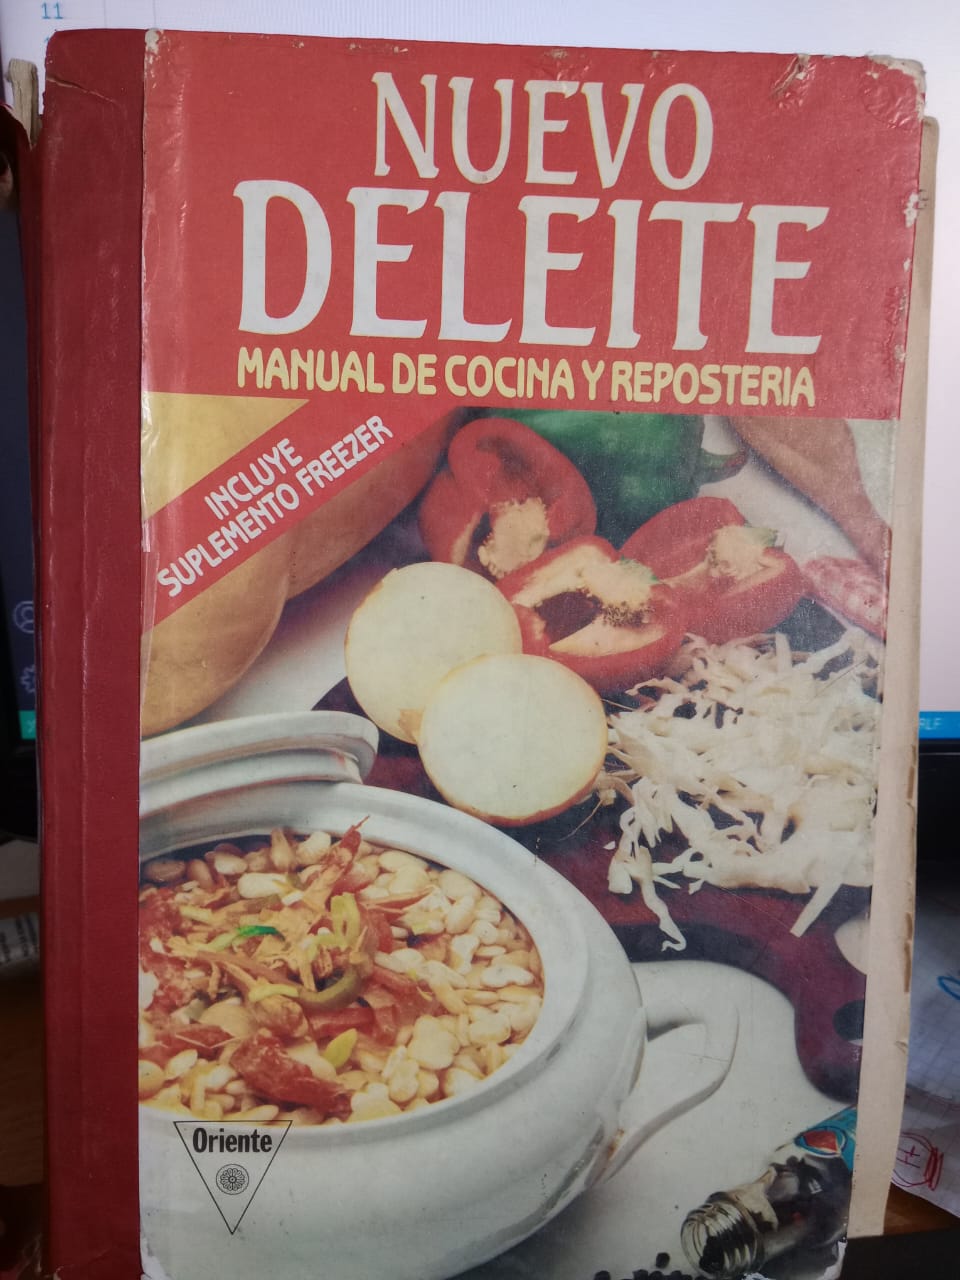 11
NUEVO
DELEITE
MANUAL DE COCINA Y REPOSTERIA
INCLUYE
SUPLEMENTO FREEZER
Oriente